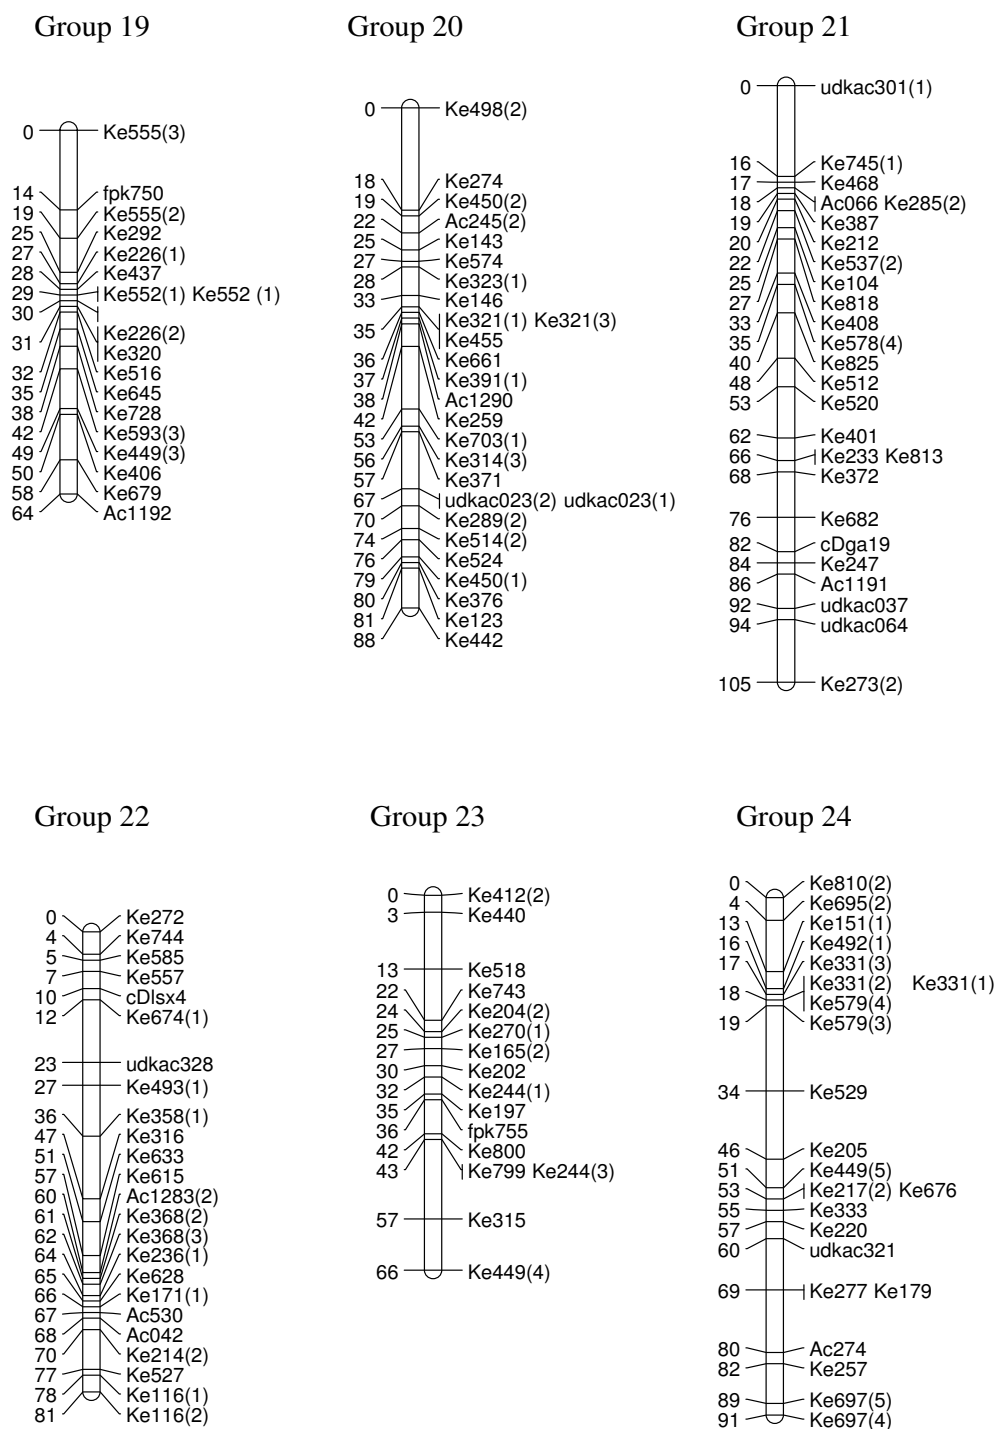 Group 19
0 Ke555(3)
14 fpk750
19 Ke555(2)
25 Ke292
27 Ke226(1)
28 Ke437
29 Ke552(1) Ke552 (1)
30
31 Ke226(2)
Ke320
32 Ke516
35 Ke645
38 Ke728
42 Ke593(3)
49 Ke449(3)
50 Ke406
58 Ke679
64 Ac1192
Group 20
0 Ke498(2)
18 Ke274
19 Ke450(2)
22 Ac245(2)
25 Ke143
27 Ke574
28 Ke323(1)
33 Ke146
35 Ke321(1) Ke321(3)
Ke455
36 Ke661
37 Ke391(1)
38 Ac1290
42 Ke259
53 Ke703(1)
56 Ke314(3)
57 Ke371
67 udkac023(2) udkac023(1)
70 Ke289(2)
74 Ke514(2)
76 Ke524
79 Ke450(1)
80 Ke376
81 Ke123
88 Ke442
Group 21
0 udkac301(1)
16 Ke745(1)
17 Ke468
18 Ac066 Ke285(2)
19 Ke387
20 Ke212
22 Ke537(2)
25 Ke104
27 Ke818
33 Ke408
35 Ke578(4)
40 Ke825
48 Ke512
53 Ke520
62 Ke401
66 Ke233 Ke813
68 Ke372
76 Ke682
82 cDga19
84 Ke247
86 Ac1191
92 udkac037
94 udkac064
105 Ke273(2)
Group 22
0 Ke272
4 Ke744
5 Ke585
7 Ke557
10 cDlsx4
12 Ke674(1)
23 udkac328
27 Ke493(1)
36 Ke358(1)
47 Ke316
51 Ke633
57 Ke615
60 Ac1283(2)
61 Ke368(2)
62 Ke368(3)
64 Ke236(1)
65 Ke628
66 Ke171(1)
67 Ac530
68 Ac042
70 Ke214(2)
77 Ke527
78 Ke116(1)
81 Ke116(2)
Group 23
0 Ke412(2)
3 Ke440
13 Ke518
22 Ke743
24 Ke204(2)
25 Ke270(1)
27 Ke165(2)
30 Ke202
32 Ke244(1)
35 Ke197
36 fpk755
42 Ke800
43 Ke799 Ke244(3)
57 Ke315
66 Ke449(4)
Group 24
0 Ke810(2)
4 Ke695(2)
13 Ke151(1)
16 Ke492(1)
17 Ke331(3)
18 Ke331(2) Ke331(1)
Ke579(4)
19 Ke579(3)
34 Ke529
46 Ke205
51 Ke449(5)
53 Ke217(2) Ke676
55 Ke333
57 Ke220
60 udkac321
69 Ke277 Ke179
80 Ac274
82 Ke257
89 Ke697(5)
91 Ke697(4)